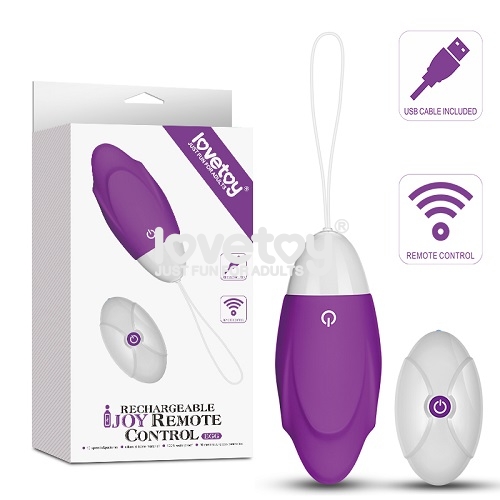 lovetoy®
JUST FUN FOR ADULTS
RECHARGEABLE
iJOY REMOTE
CONTROL EGG
lovetoy®
JUST FUN FOR ADULTS
USB CABLE INCLUDED
REMOTE CONTROL